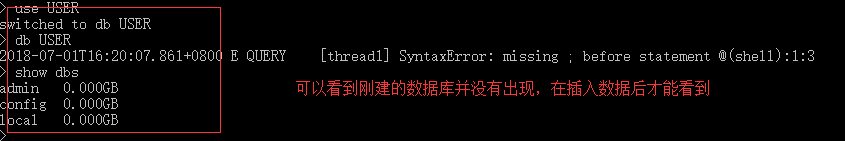 > use USER
switched to db USER
> db USER
2018-07-01T16:20:07.861+0800 E QUERY    [thread1] SyntaxError: missing ; before statement @(shell):1:3
> show dbs
admin   0.000GB
可以看到刚建的数据库并没有出现，在插入数据后才能看到
config  0.000GB
local   0.000GB
>